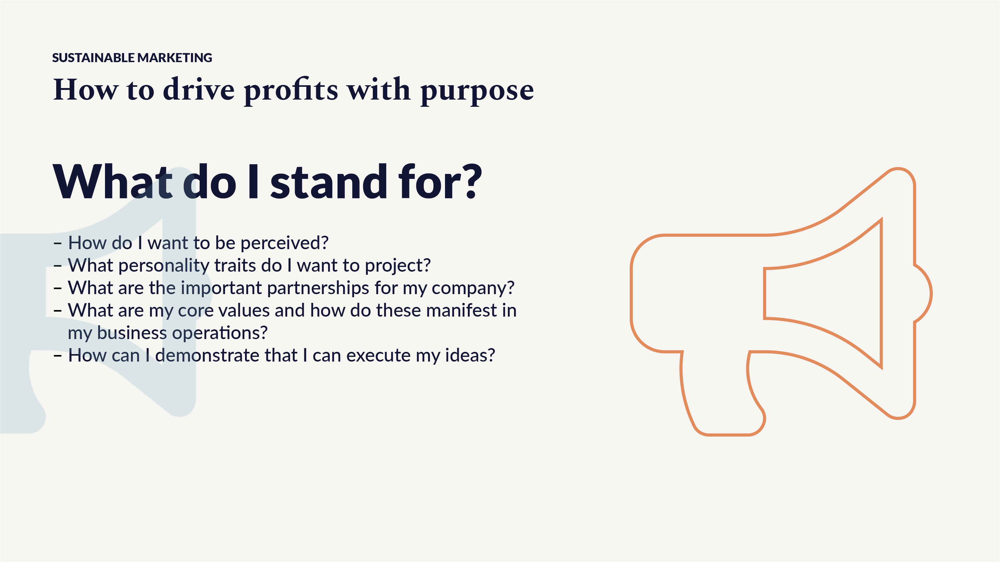 SUSTAINABLE MARKETING
How to drive profits with purpose
What do I stand for?
– How do I want to be perceived?
– What personality traits do I want to project?
– What are the important partnerships for my company?
– What are my core values and how do these manifest in
my business operations?
– How can I demonstrate that I can execute my ideas?